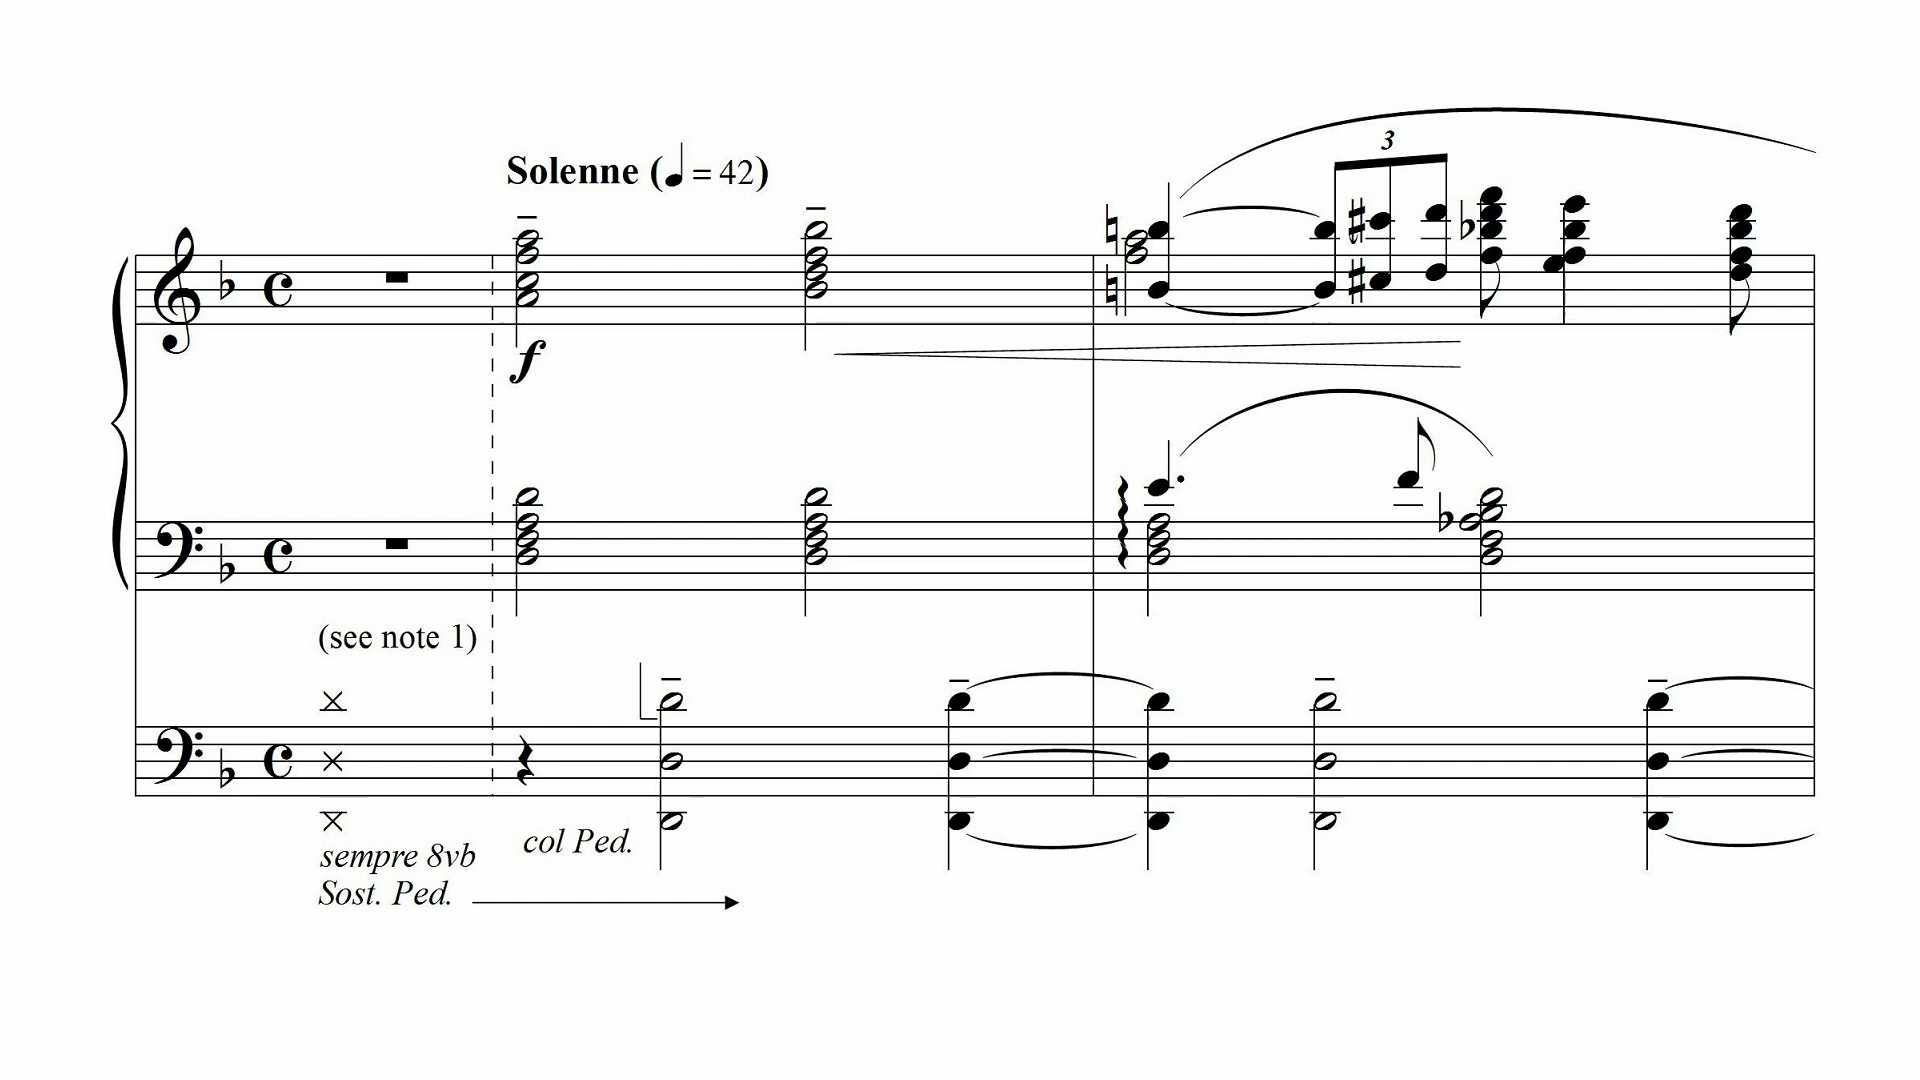 Solenne (♩ = 42)
3
f
(see note 1)
col Ped.
sempre 8vb
Sost. Ped.